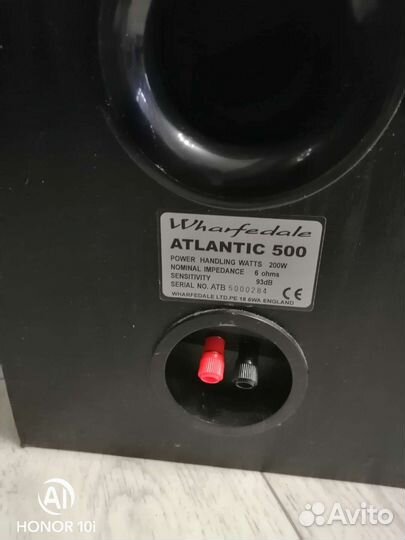 Wharfedale
ATLANTIC 500
POWER HANDLING WATTS 200W
NOMINAL IMPEDANCE 6 ohms
SENSITIVITY 93dB
SERIAL NO. ATB 5000284
CE
WHARFEDALE LTD.PE 18 6WA ENGLAND
AI
HONOR 10i
Avito